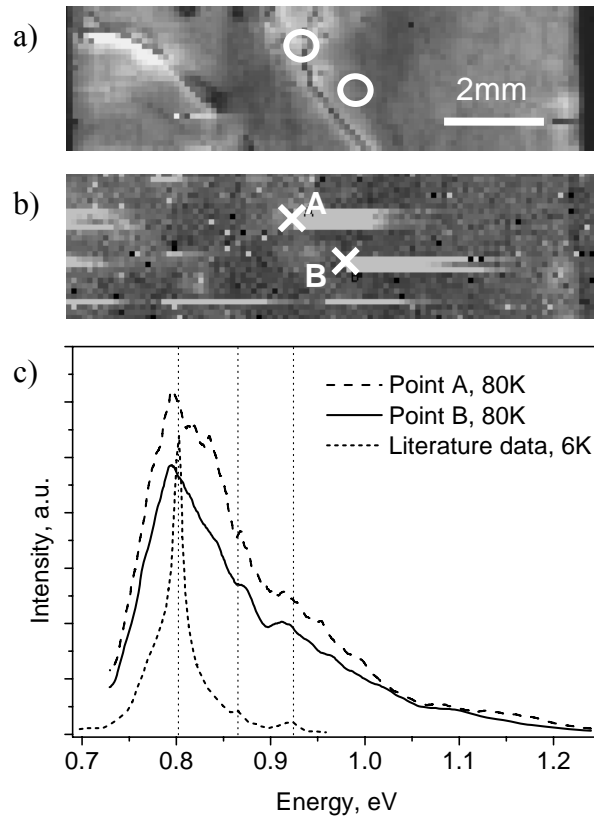 a)
2mm
b)
A
B
c)
Point A, 80K
Point B, 80K
Literature data, 6K
Intensity, a.u.
0.7 0.8 0.9 1.0 1.1 1.2
Energy, eV